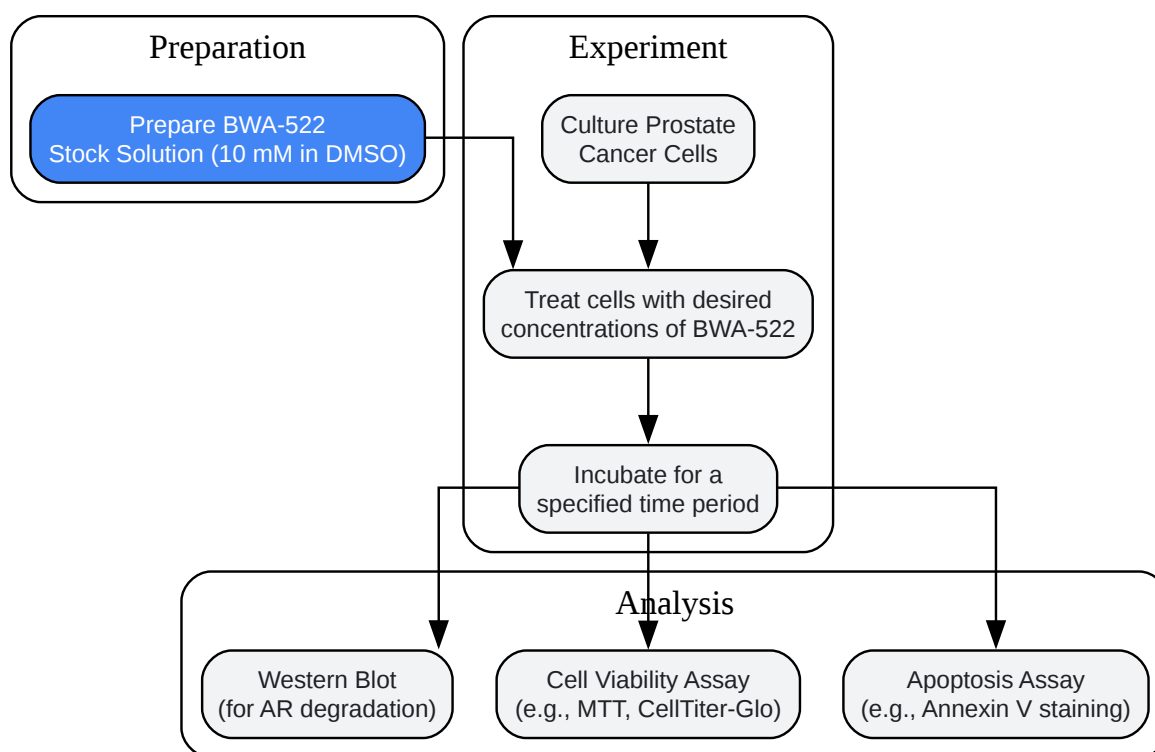 Preparation
Prepare BWA-522
Stock Solution (10 mM in DMSO)
Experiment
Culture Prostate
Cancer Cells
Treat cells with desired
concentrations of BWA-522
Incubate for a
specified time period
Analysis
Western Blot
(for AR degradation)
Cell Viability Assay
(e.g., MTT, CellTiter-Glo)
Apoptosis Assay
(e.g., Annexin V staining)